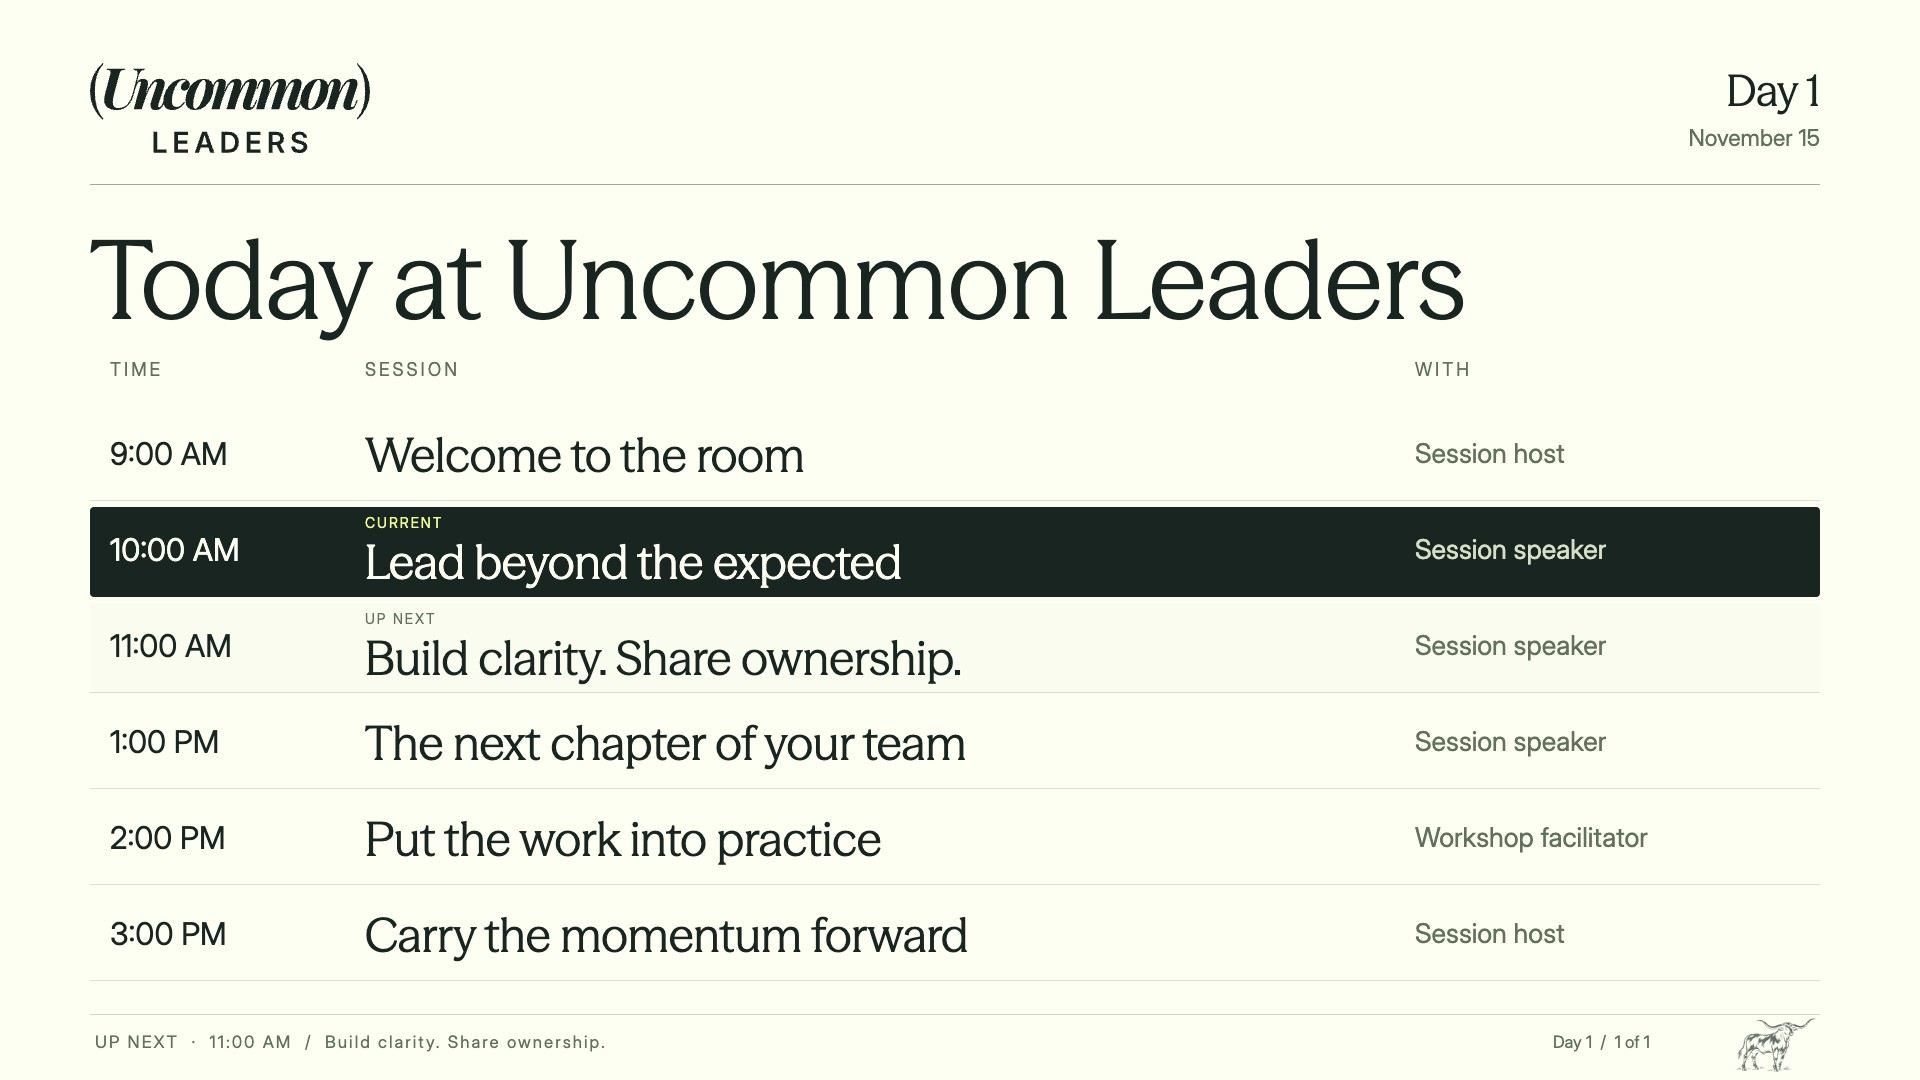 (Uncommon)
LEADERS
Day 1
November 15
Today at Uncommon Leaders
TIME SESSION WITH
9:00 AM Welcome to the room Session host
CURRENT
10:00 AM Lead beyond the expected Session speaker
UP NEXT
11:00 AM Build clarity. Share ownership. Session speaker
1:00 PM The next chapter of your team Session speaker
2:00 PM Put the work into practice Workshop facilitator
3:00 PM Carry the momentum forward Session host
UP NEXT · 11:00 AM / Build clarity. Share ownership. Day 1 / 1 of 1